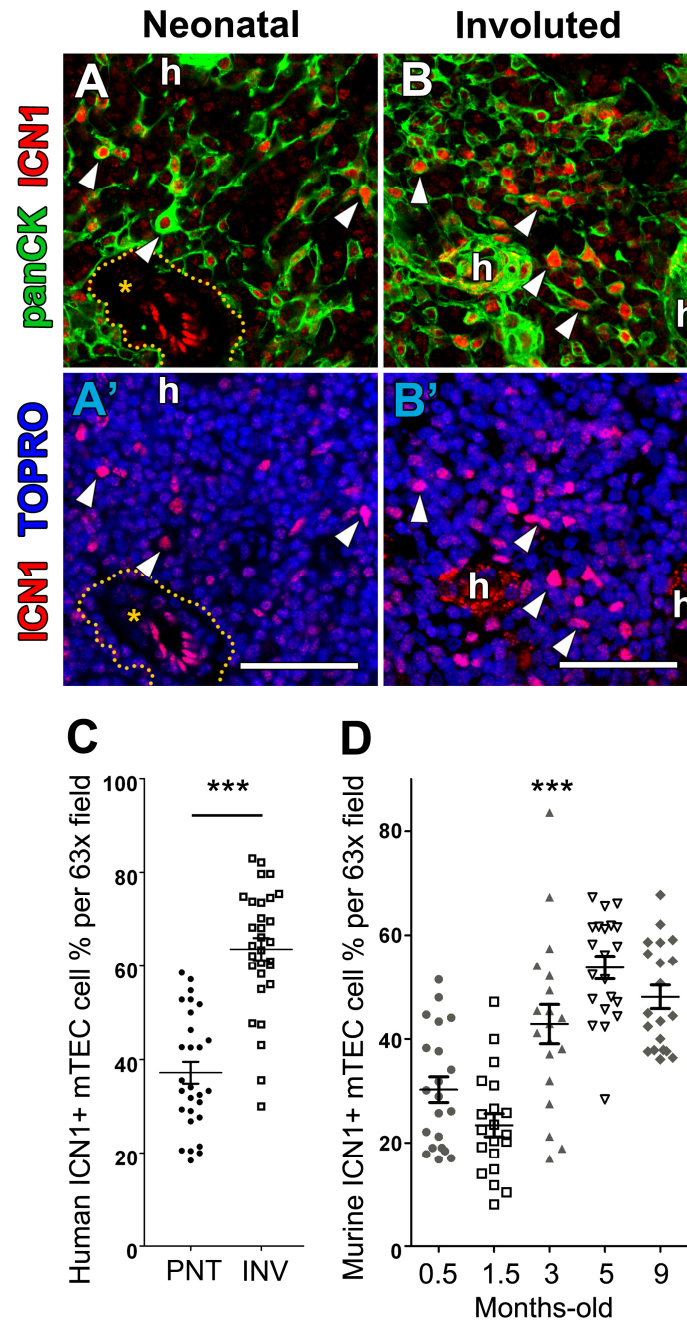 Neonatal
Involuted
panCK ICN1
A
h
*
B
h
h
ICN1 TOPRO
A’
h
*
B’
h
h
C
Human ICN1+ mTEC cell % per 63x field
100
80
60
40
20
0
***
PNT
INV
D
Murine ICN1+ mTEC cell % per 63x field
80
60
40
20
0
***
0.5
1.5
3
5
9
Months-old